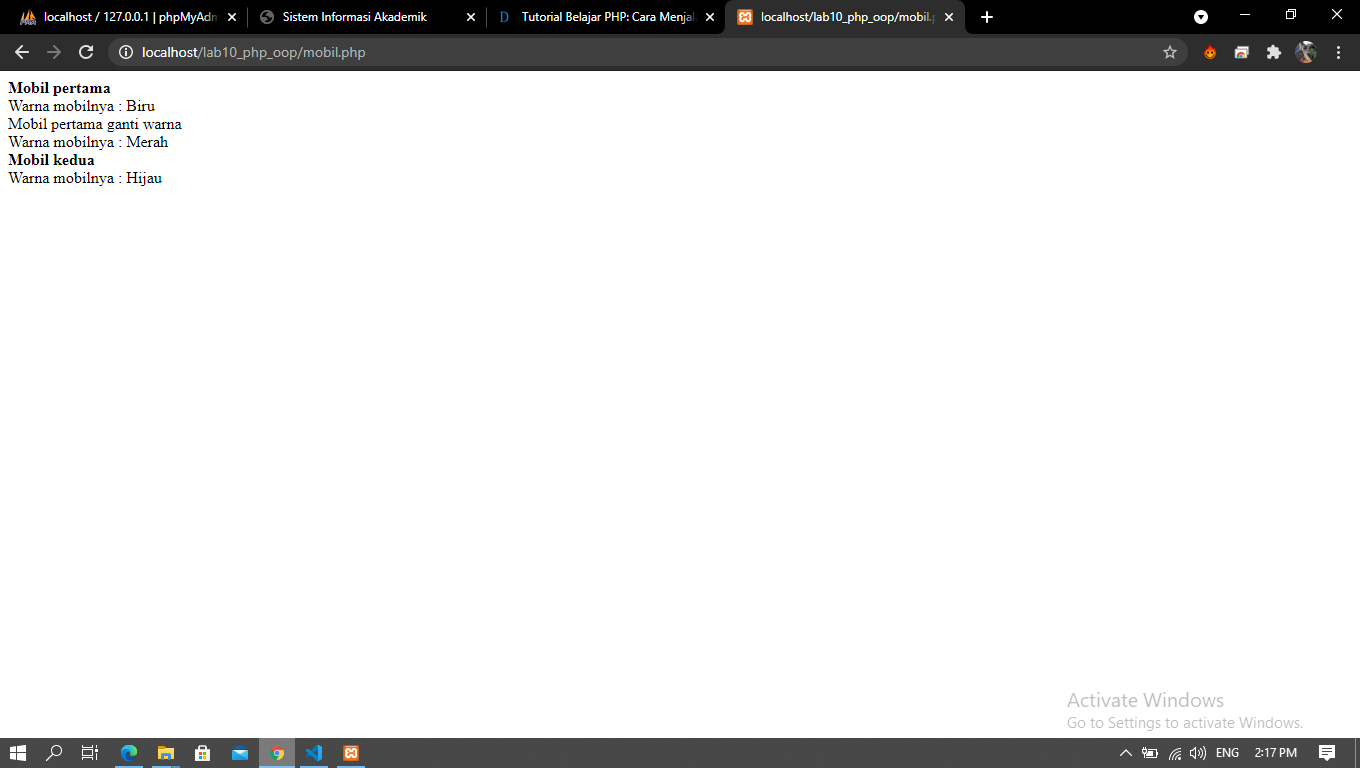 localhost / 127.0.0.1 | phpMyAdm
Sistem Informasi Akademik
Tutorial Belajar PHP: Cara Menjal
localhost/lab10_php_oop/mobil.p
localhost/lab10_php_oop/mobil.php
Mobil pertama
Warna mobilnya : Biru
Mobil pertama ganti warna
Warna mobilnya : Merah
Mobil kedua
Warna mobilnya : Hijau
Activate Windows
Go to Settings to activate Windows.
ENG
2:17 PM